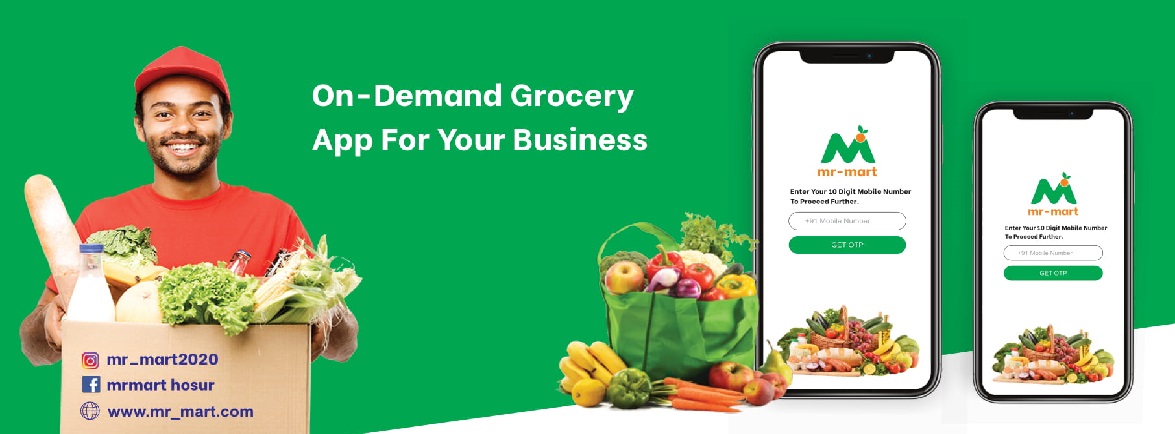 On-Demand Grocery
App For Your Business
mr_mart2020
mrmart hosur
www.mr_mart.com
mr-mart
Enter Your 10 Digit Mobile Number
To Proceed Further.
+91 Mobile Number
GET OTP
mr-mart
Enter Your 10 Digit Mobile Number
To Proceed Further.
+91 Mobile Number
GET OTP